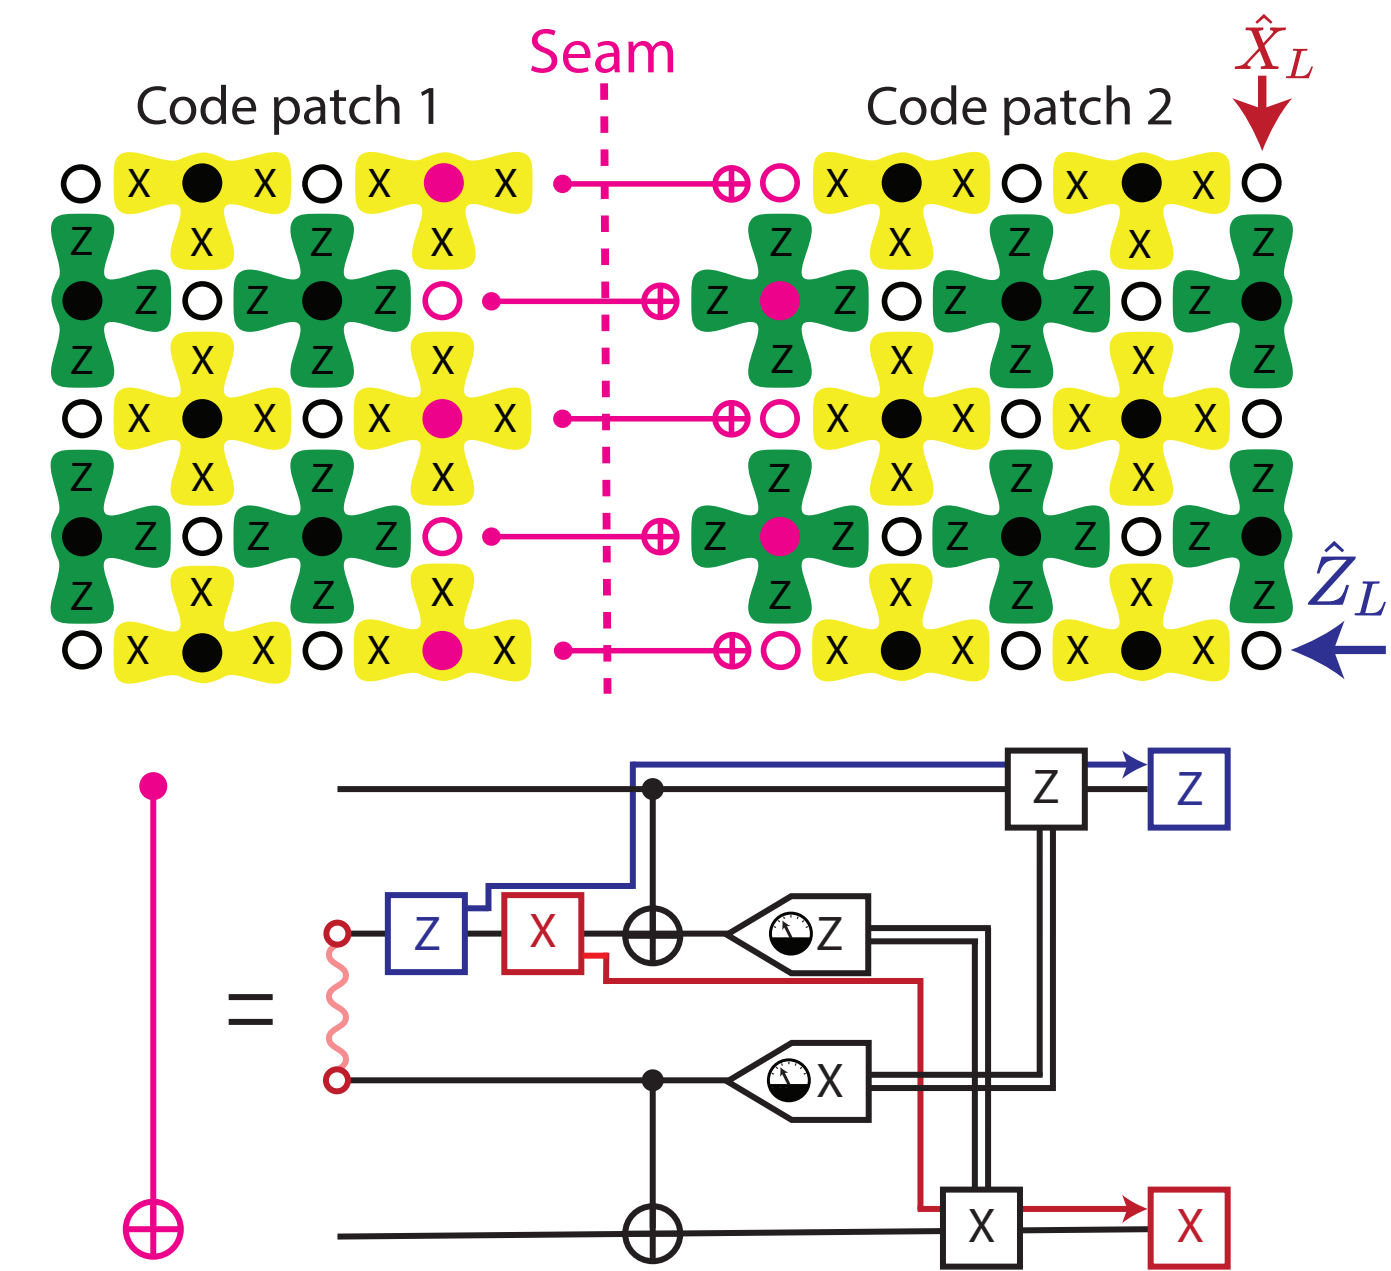 Seam
X̂_L
Code patch 1
Code patch 2
X X X X X X X X
Z X Z X Z X Z X Z
Z Z Z Z Z Z Z Z
Z X Z X Z X Z X Z
X X X X X X X X
Z X Z X Z X Z X Z
Z Z Z Z Z Z Z Z
Ẑ_L
Z X Z X Z X Z X Z
X X X X X X X X
Z Z
Z X Z
X
X X
=